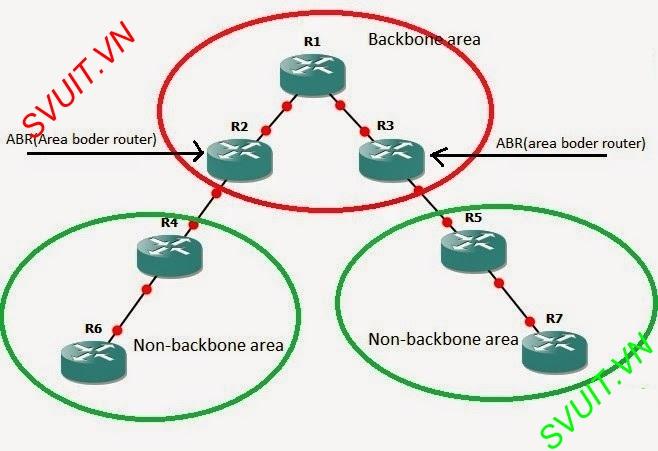 SVUIT.VN
R1
Backbone area
R2
R3
ABR(Area boder router)
ABR(area boder router)
R4
R5
R6
Non-backbone area
R7
Non-backbone area
SVUIT.VN